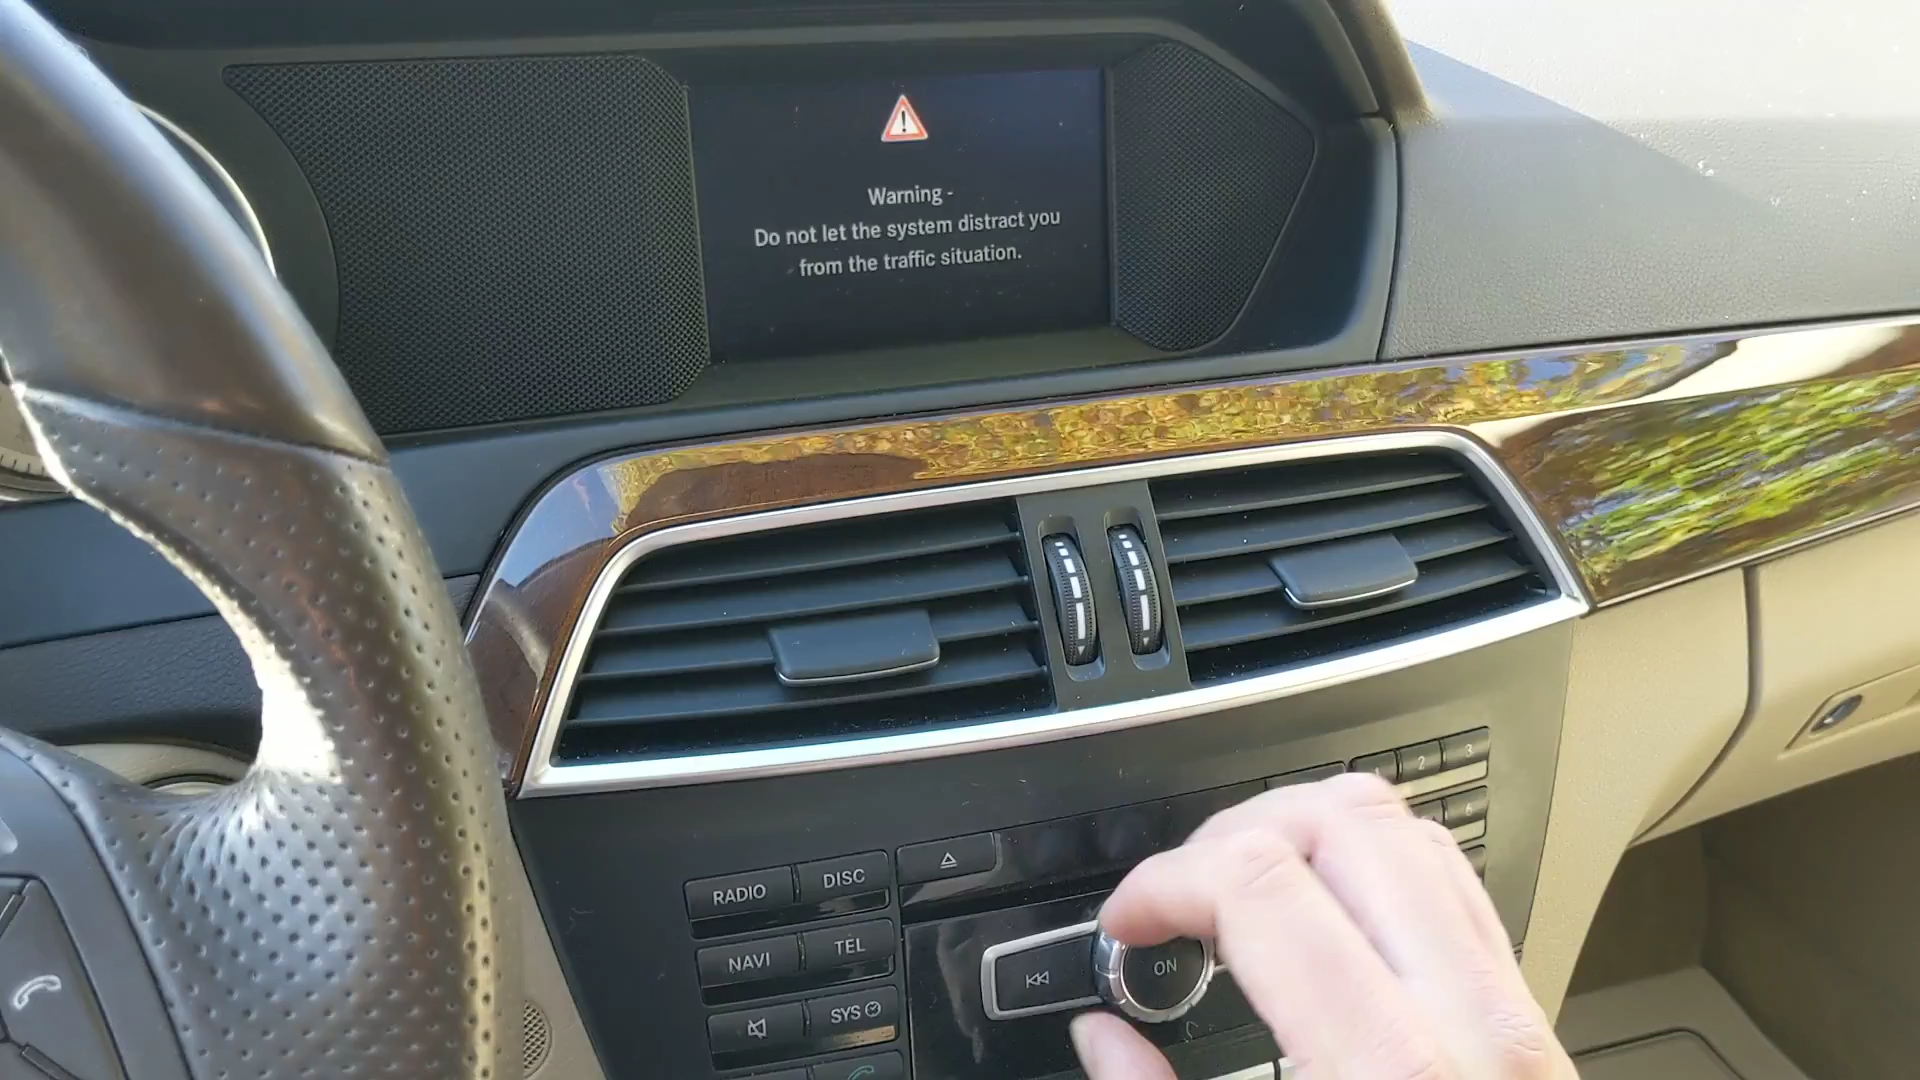 Warning -
Do not let the system distract you
from the traffic situation.
2
3
6
RADIO
DISC
NAVI
TEL
ON
SYS